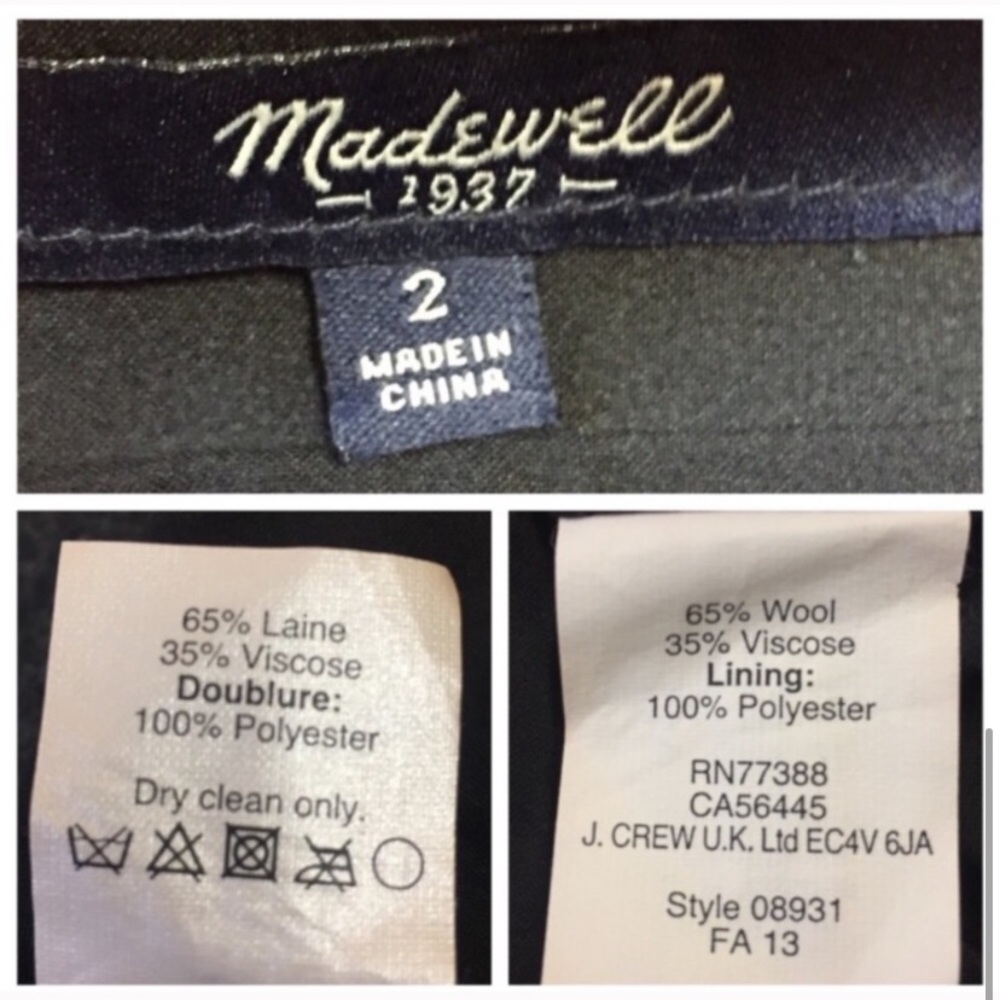 Madewell
1937
2
MADE IN
CHINA
65% Laine
35% Viscose
Doublure:
100% Polyester
Dry clean only.
65% Wool
35% Viscose
Lining:
100% Polyester
RN77388
CA56445
J. CREW U.K. Ltd EC4V 6JA
Style 08931
FA 13